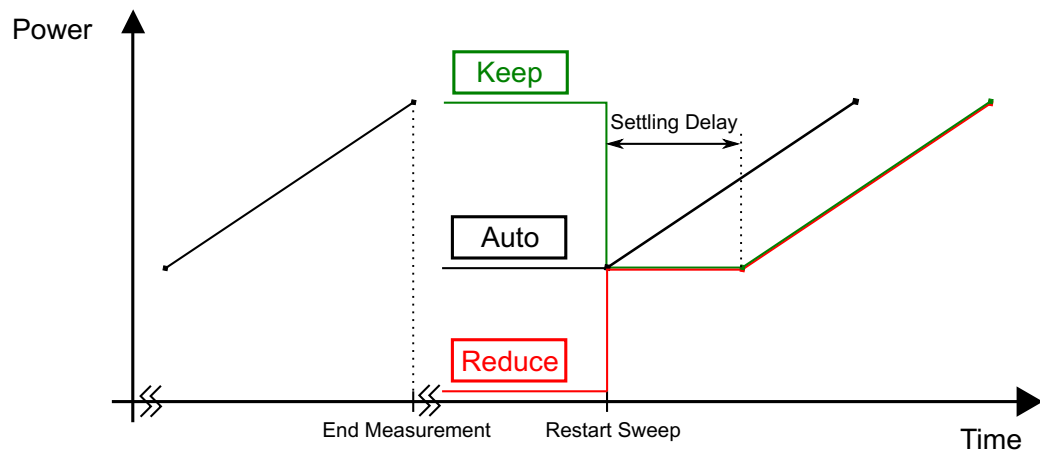 Power
Keep
Settling Delay
Auto
Reduce
End Measurement
Restart Sweep
Time